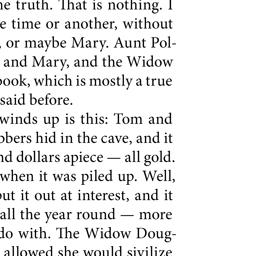 he truth. That is nothing. I
e time or another, without
, or maybe Mary. Aunt Pol-
and Mary, and the Widow
book, which is mostly a true
said before.
winds up is this: Tom and
bbers hid in the cave, and it
nd dollars apiece — all gold.
when it was piled up. Well,
put it out at interest, and it
all the year round — more
do with. The Widow Doug-
allowed she would sivilize